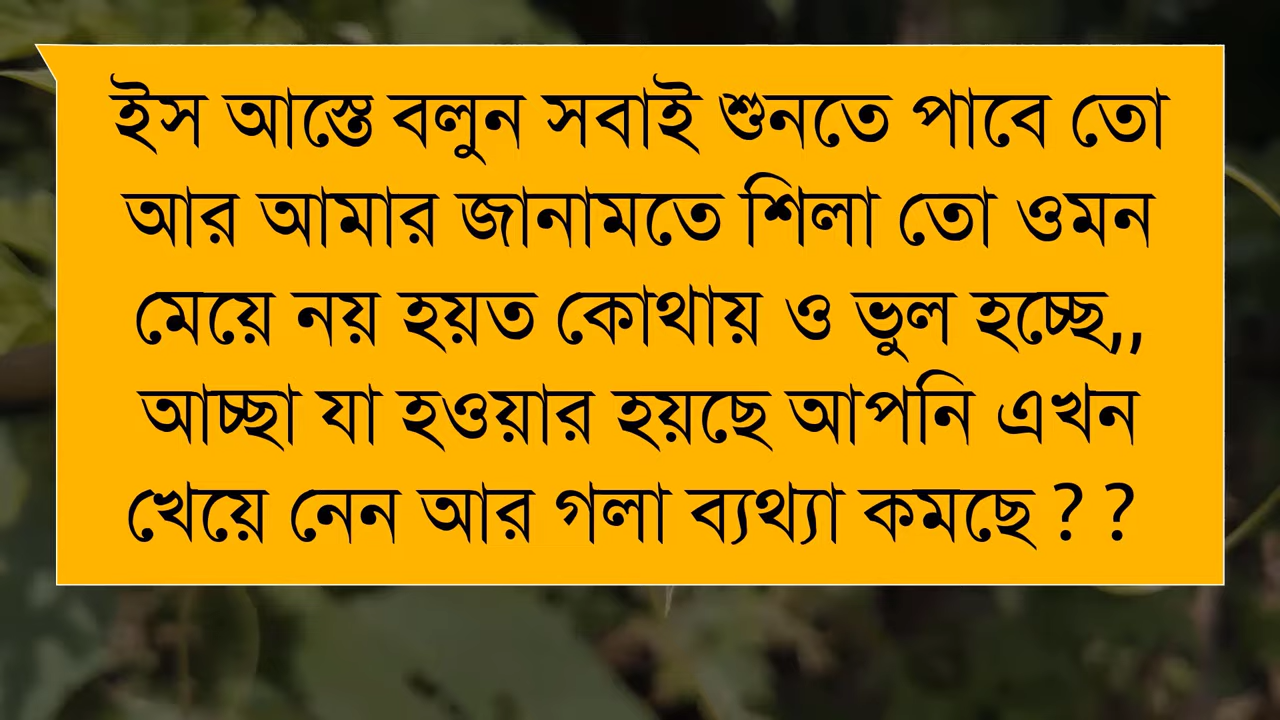 ইস আস্তে বলুন সবাই শুনতে পাবে তো
আর আমার জানামতে শিলা তো ওমন
মেয়ে নয় হয়ত কোথায় ও ভুল হচ্ছে,,
আচ্ছা যা হওয়ার হয়ছে আপনি এখন
খেয়ে নেন আর গলা ব্যথ্যা কমছে ? ?